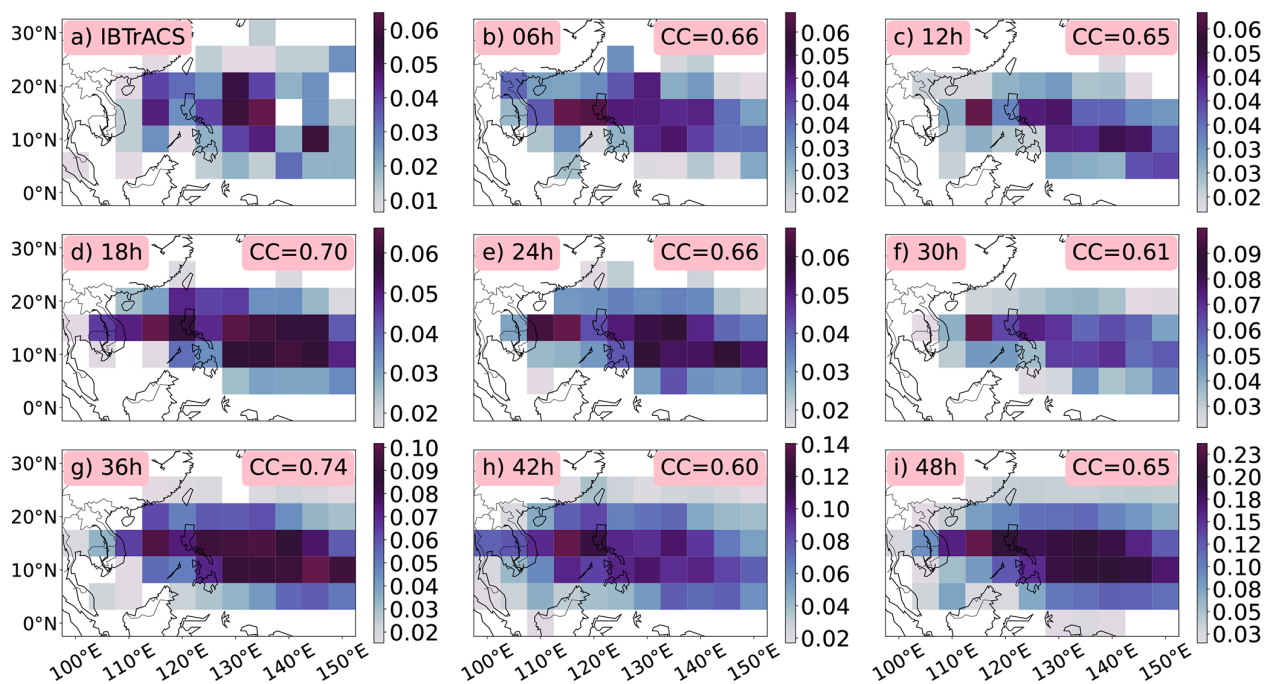 a) IBTrACS
30°N
20°N
10°N
0°N
0.06
0.05
0.04
0.03
0.02
0.01
b) 06h
CC=0.66
0.06
0.05
0.04
0.04
0.03
0.02
c) 12h
CC=0.65
0.06
0.05
0.04
0.04
0.03
0.02
d) 18h
CC=0.70
30°N
20°N
10°N
0°N
0.06
0.05
0.04
0.03
0.02
e) 24h
CC=0.66
0.06
0.05
0.04
0.03
0.02
f) 30h
CC=0.61
0.09
0.08
0.07
0.06
0.05
0.04
0.03
g) 36h
CC=0.74
30°N
20°N
10°N
0°N
0.10
0.09
0.08
0.07
0.06
0.05
0.04
0.03
0.02
100°E
110°E
120°E
130°E
140°E
150°E
h) 42h
CC=0.60
0.14
0.12
0.10
0.08
0.06
0.04
0.02
100°E
110°E
120°E
130°E
140°E
150°E
i) 48h
CC=0.65
0.23
0.20
0.18
0.15
0.12
0.10
0.08
0.05
0.03
100°E
110°E
120°E
130°E
140°E
150°E